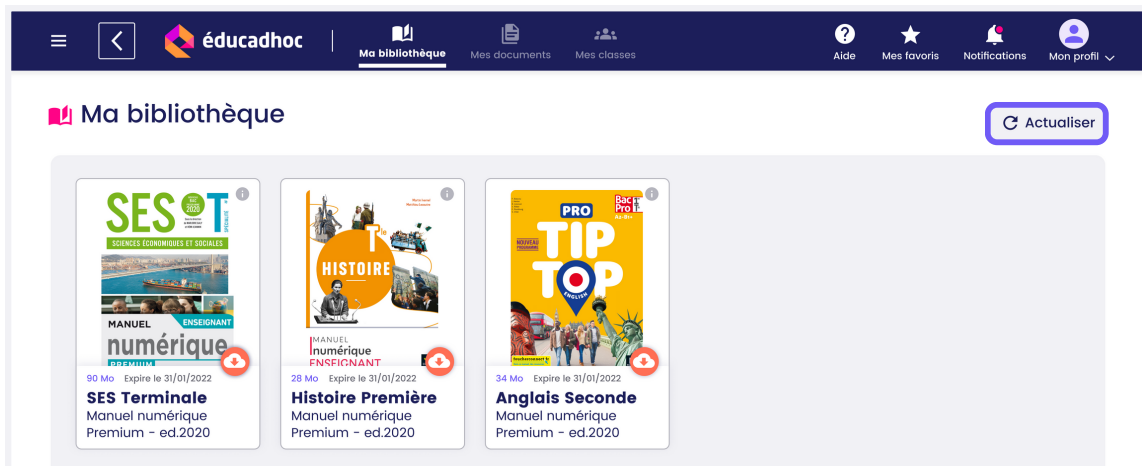 éducadhoc
Ma bibliothèque
Mes documents
Mes classes
Aide
Mes favoris
Notifications
Mon profil
Ma bibliothèque
Actualiser
SES T
SPÉCIALITÉ
SCIENCES ÉCONOMIQUES ET SOCIALES
MANUEL
ENSEIGNANT
numérique
PREMIUM
90 Mo Expire le 31/01/2022
SES Terminale
Manuel numérique
Premium - ed.2020
Tle
HISTOIRE
MANUEL
numérique
ENSEIGNANT
28 Mo Expire le 31/01/2022
Histoire Première
Manuel numérique
Premium - ed.2020
PRO
Bac Pro
A2-B1+
NOUVEAU
PROGRAMME
TIP
TOP
ENGLISH
34 Mo Expire le 31/01/2022
Anglais Seconde
Manuel numérique
Premium - ed.2020